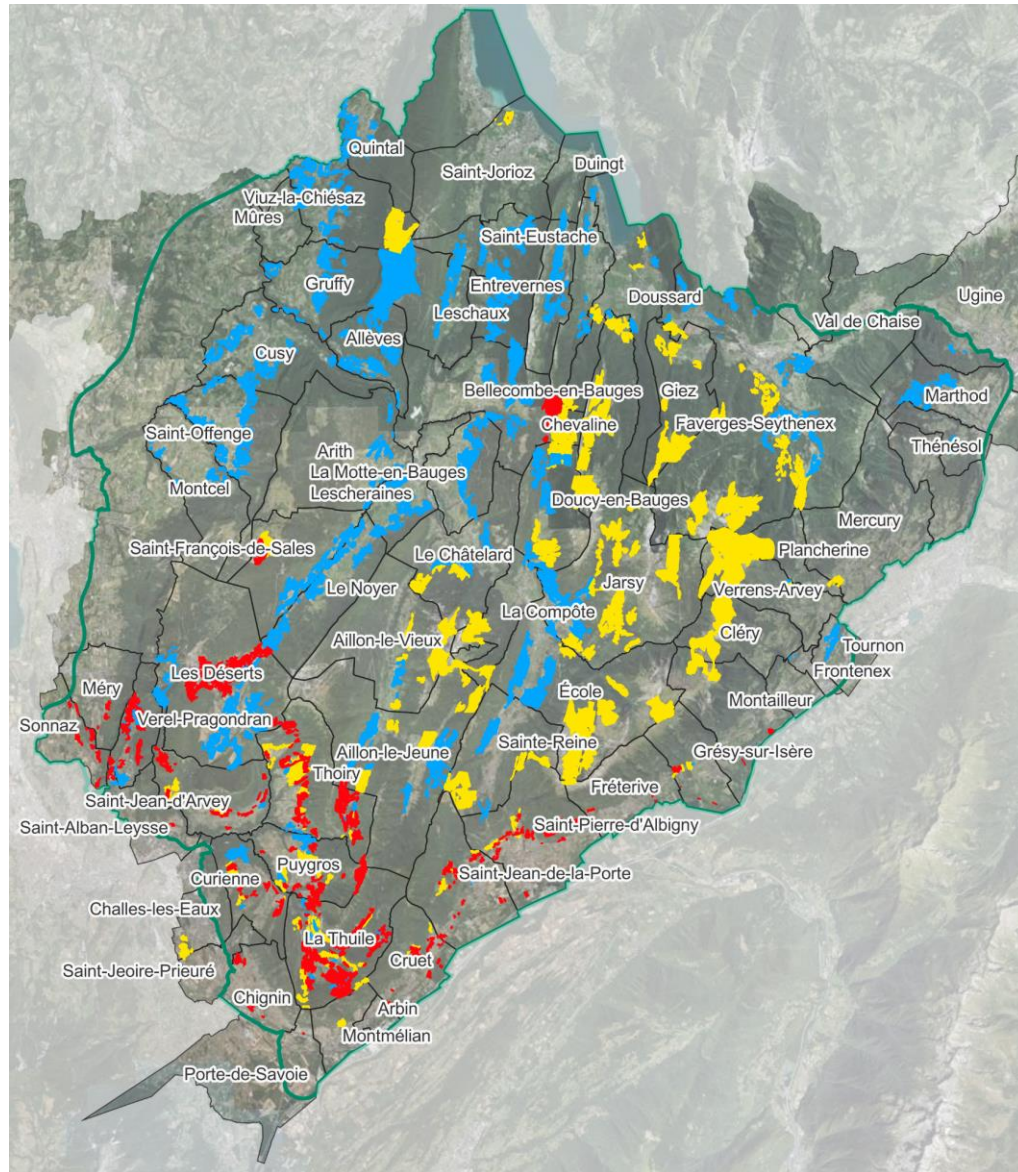 Quintal
Saint-Jorioz
Duingt
Viuz-la-Chiésaz
Mûres
Saint-Eustache
Gruffy
Entrevernes
Leschaux
Doussard
Ugine
Val de Chaise
Allèves
Cusy
Bellecombe-en-Bauges
Giez
Marthod
Chevaline
Faverges-Seythenex
Saint-Offenge
Thénésol
Arith
La Motte-en-Bauges
Lescheraines
Montcel
Doucy-en-Bauges
Mercury
Saint-François-de-Sales
Le Châtelard
Plancherine
Le Noyer
Jarsy
Verrens-Arvey
La Compôte
Aillon-le-Vieux
Cléry
Tournon
Les Déserts
Frontenex
Méry
École
Montailleur
Sonnaz
Verel-Pragondran
Sainte-Reine
Aillon-le-Jeune
Grésy-sur-Isère
Thoiry
Fréterive
Saint-Jean-d'Arvey
Saint-Alban-Leysse
Saint-Pierre-d'Albigny
Puygros
Saint-Jean-de-la-Porte
Curienne
Challes-les-Eaux
La Thuile
Cruet
Saint-Jeoire-Prieuré
Chignin
Arbin
Montmélian
Porte-de-Savoie